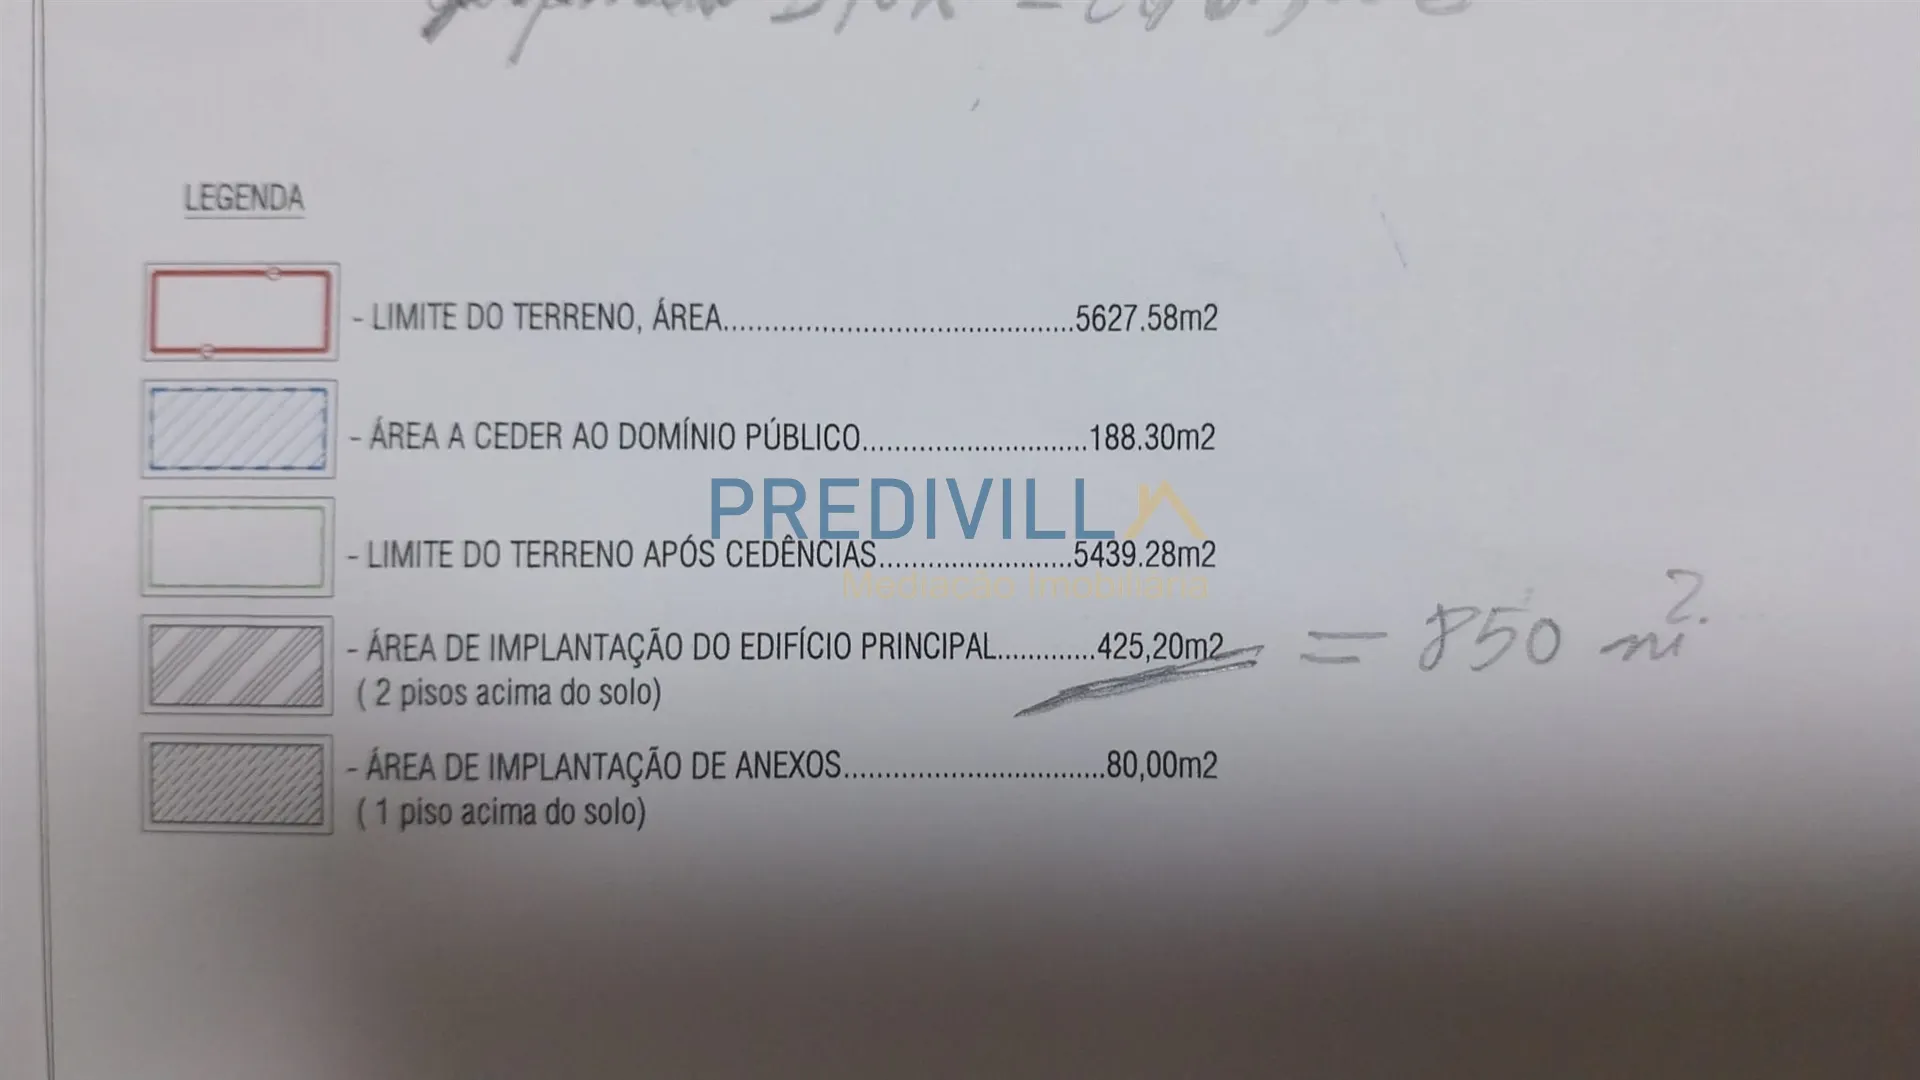 LEGENDA
- LIMITE DO TERRENO, ÁREA...........................................5627.58m2
- ÁREA A CEDER AO DOMÍNIO PÚBLICO............................188.30m2
PREDIVILLA
- LIMITE DO TERRENO APÓS CEDÊNCIAS........................5439.28m2
Mediação Imobiliária
- ÁREA DE IMPLANTAÇÃO DO EDIFÍCIO PRINCIPAL............425,20m2 = 850 m2.
( 2 pisos acima do solo)
- ÁREA DE IMPLANTAÇÃO DE ANEXOS................................80,00m2
( 1 piso acima do solo)